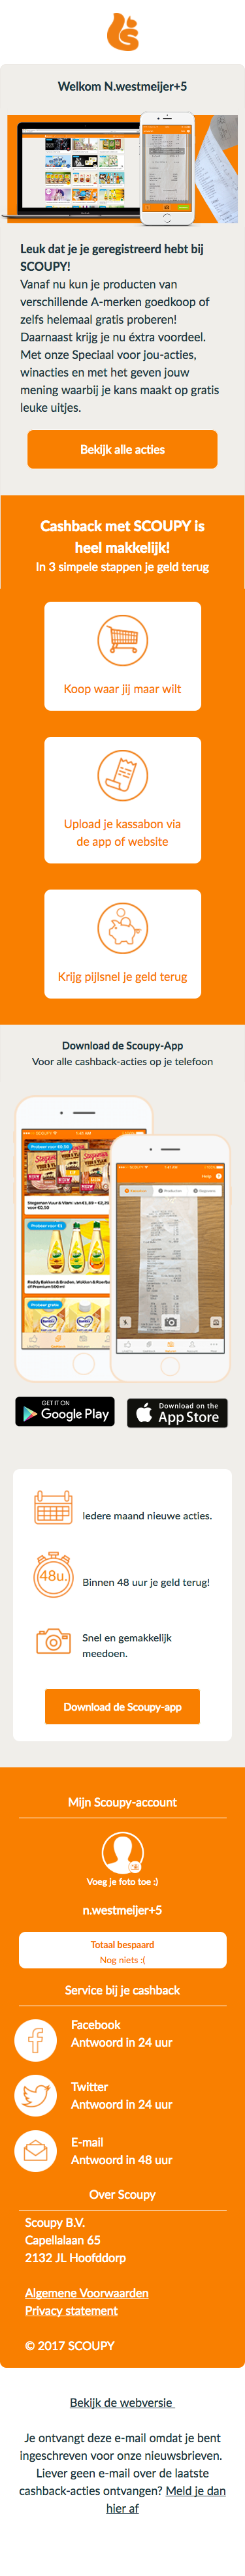 Welkom N.westmeijer+5
Leuk dat je je geregistreerd hebt bij
SCOUPY!
Vanaf nu kun je producten van
verschillende A-merken goedkoop of
zelfs helemaal gratis proberen!
Daarnaast krijg je nu éxtra voordeel.
Met onze Speciaal voor jou-acties,
winacties en met het geven jouw
mening waarbij je kans maakt op gratis
leuke uitjes.
Bekijk alle acties
Cashback met SCOUPY is
heel makkelijk!
In 3 simpele stappen je geld terug
Koop waar jij maar wilt
Upload je kassabon via
de app of website
Krijg pijlsnel je geld terug
Download de Scoupy-App
Voor alle cashback-acties op je telefoon
Probeer voor €0,50
Probeer voor €1
Probeer gratis
Help
GET IT ON
Google Play
Download on the
App Store
Iedere maand nieuwe acties.
48u.
Binnen 48 uur je geld terug!
Snel en gemakkelijk
meedoen.
Download de Scoupy-app
Mijn Scoupy-account
Voeg je foto toe :)
n.westmeijer+5
Totaal bespaard
Nog niets :(
Service bij je cashback
Facebook
Antwoord in 24 uur
Twitter
Antwoord in 24 uur
E-mail
Antwoord in 48 uur
Over Scoupy
Scoupy B.V.
Capellalaan 65
2132 JL Hoofddorp
Algemene Voorwaarden
Privacy statement
© 2017 SCOUPY
Bekijk de webversie
Je ontvangt deze e-mail omdat je bent
ingeschreven voor onze nieuwsbrieven.
Liever geen e-mail over de laatste
cashback-acties ontvangen? Meld je dan
hier af